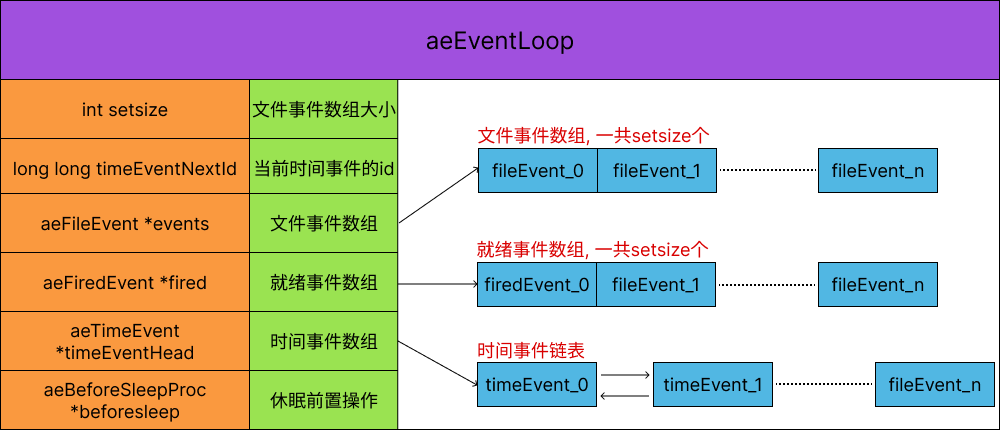 aeEventLoop
int setsize
文件事件数组大小
long long timeEventNextId
当前时间事件的id
aeFileEvent *events
文件事件数组
aeFiredEvent *fired
就绪事件数组
aeTimeEvent
*timeEventHead
时间事件数组
aeBeforeSleepProc
*beforesleep
休眠前置操作
文件事件数组, 一共setsize个
fileEvent_0
fileEvent_1
fileEvent_n
就绪事件数组, 一共setsize个
firedEvent_0
fileEvent_1
fileEvent_n
时间事件链表
timeEvent_0
timeEvent_1
fileEvent_n